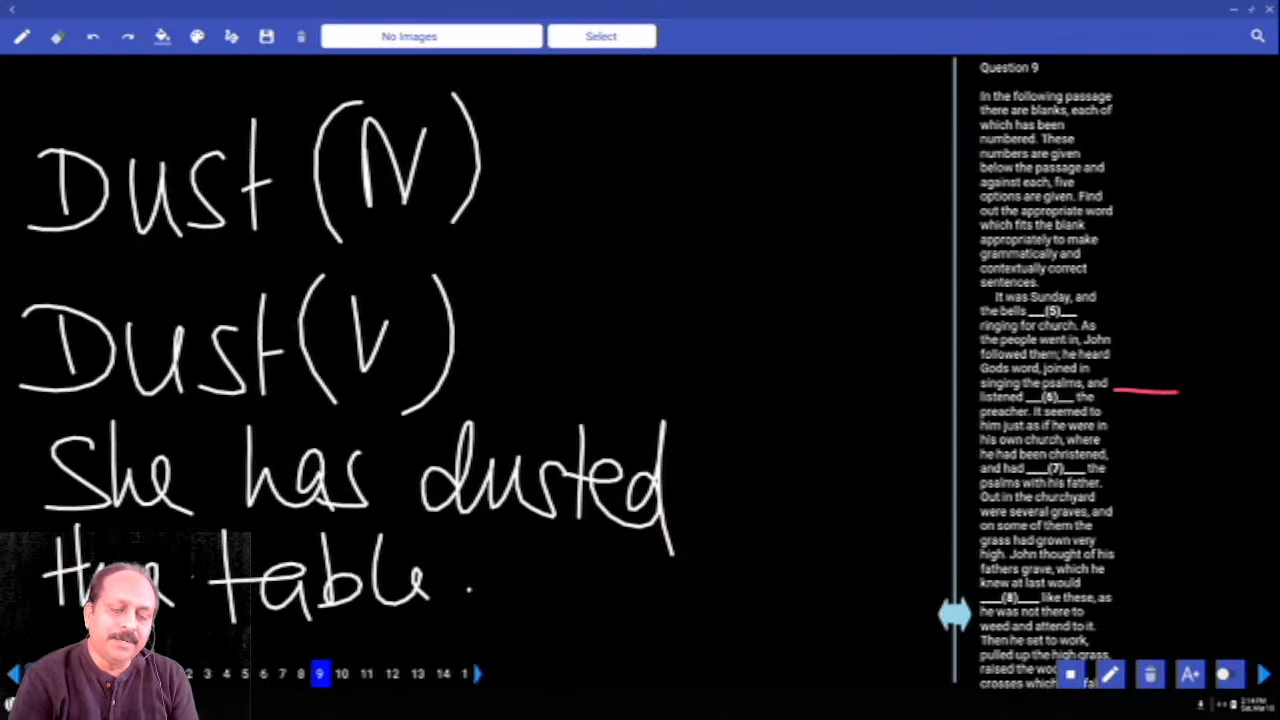 No Images
Select
Dust (N)
Dust (V)
She has dusted
the table.
Question 9
In the following passage
there are blanks, each of
which has been
numbered. These
numbers are given
below the passage and
against each, five
options are given. Find
out the appropriate word
which fits the blank
appropriately to make
grammatically and
contextually correct
sentences.
It was Sunday, and
the bells __(5)__
ringing for church. As
the people went in, John
followed them; he heard
Gods word, joined in
singing the psalms, and
listened __(6)__ the
preacher. It seemed to
him just as if he were in
his own church, where
he had been christened,
and had ___(7)___ the
psalms with his father.
Out in the churchyard
were several graves, and
on some of them the
grass had grown very
high. John thought of his
fathers grave, which he
knew at last would
___(8)___ like these, as
he was not there to
weed and attend to it.
Then he set to work,
pulled up the high grass,
raised the
crosses which
2 3 4 5 6 7 8 9 10 11 12 13 14 1
A+
2:14 PM